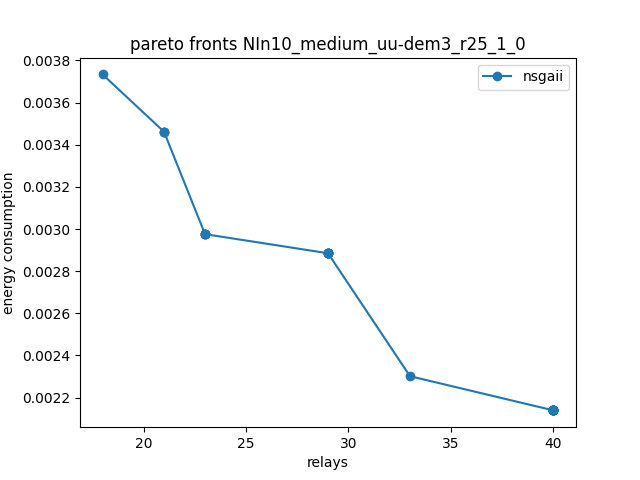 pareto fronts NIn10_medium_uu-dem3_r25_1_0
nsgaii
energy consumption
0.0038
0.0036
0.0034
0.0032
0.0030
0.0028
0.0026
0.0024
0.0022
20 25 30 35 40
relays